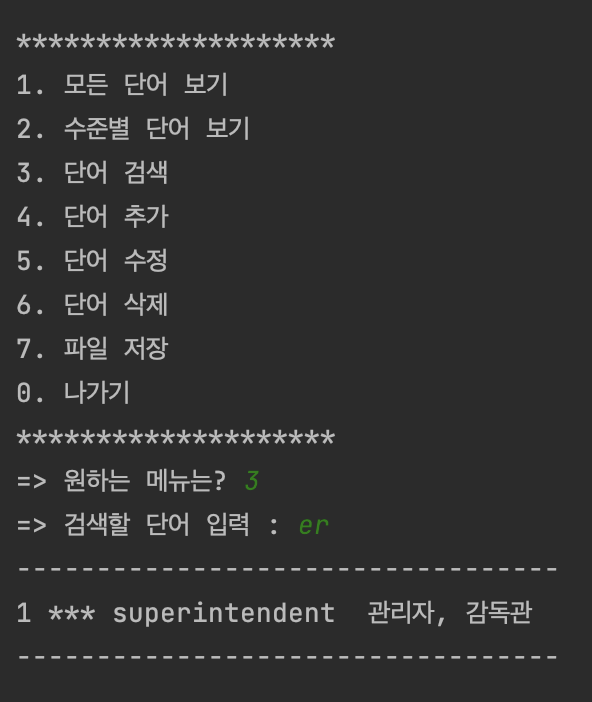 ********************
1. 모든 단어 보기
2. 수준별 단어 보기
3. 단어 검색
4. 단어 추가
5. 단어 수정
6. 단어 삭제
7. 파일 저장
0. 나가기
********************
=> 원하는 메뉴는? 3
=> 검색할 단어 입력 : er
----------------------------------
1 *** superintendent  관리자, 감독관
----------------------------------